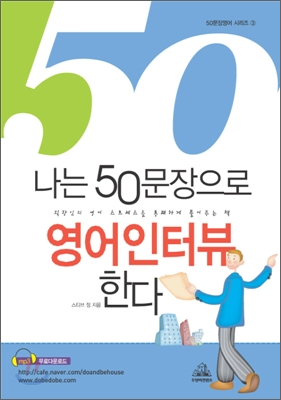 50문장영어 시리즈 ③
50
나는 50문장으로
직장인의 영어 스트레스를 통쾌하게 풀어주는 책
영어인터뷰
한다
스티브 정 지음
mp3 무료다운로드
http://cafe.naver.com/doandbehouse
www.dobedobe.com